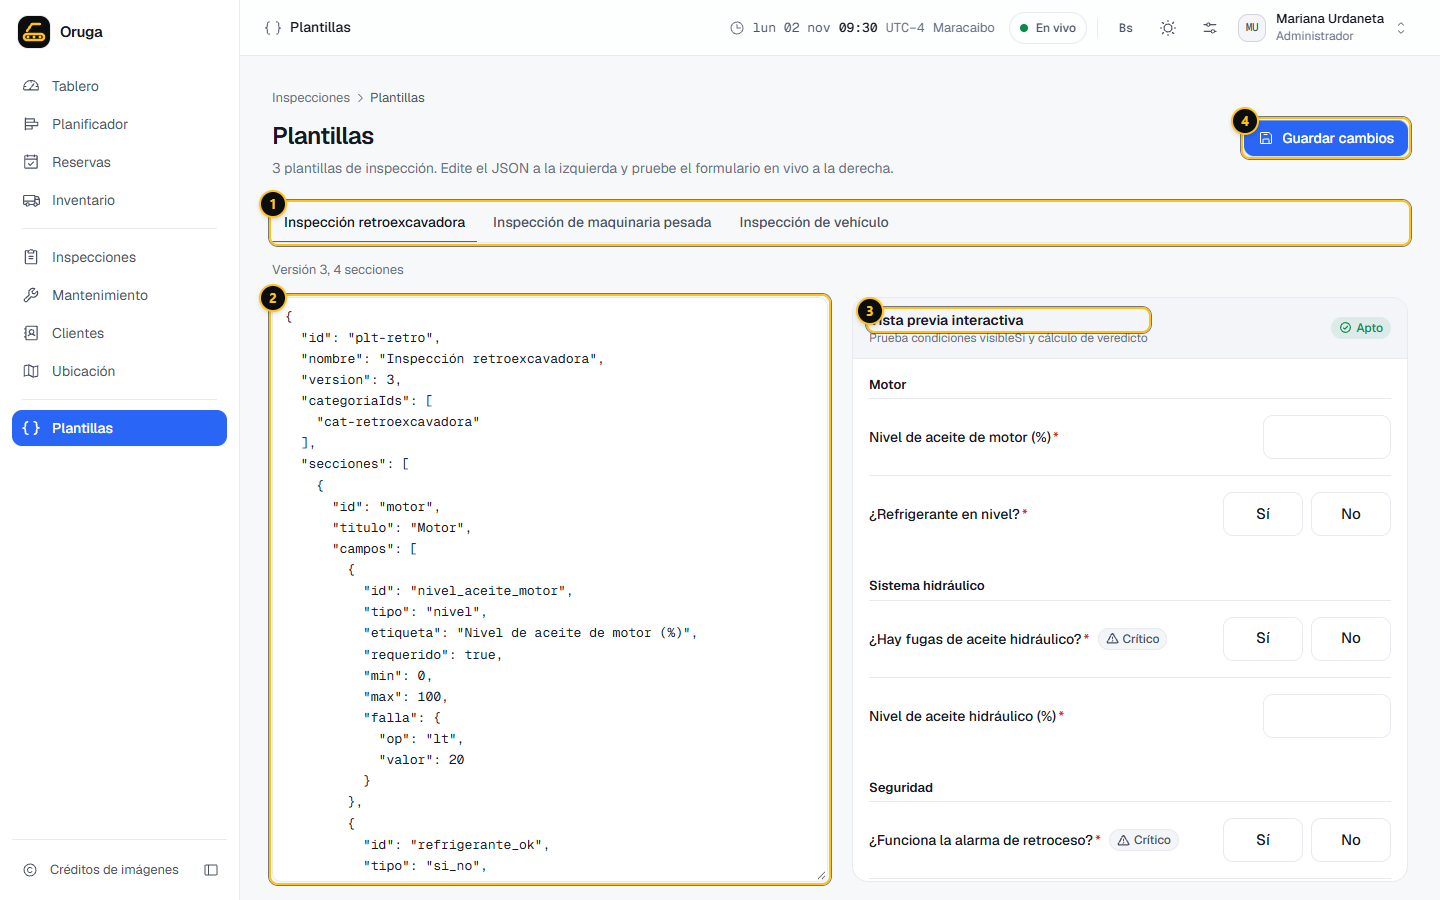 Oruga
Tablero
Planificador
Reservas
Inventario
Inspecciones
Mantenimiento
Clientes
Ubicación
{ } Plantillas
Créditos de imágenes
{ } Plantillas
lun 02 nov 09:30 UTC-4 Maracaibo
En vivo
Bs
MU
Mariana Urdaneta
Administrador
Inspecciones > Plantillas
Plantillas
3 plantillas de inspección. Edite el JSON a la izquierda y pruebe el formulario en vivo a la derecha.
4
Guardar cambios
1
Inspección retroexcavadora Inspección de maquinaria pesada Inspección de vehículo
Versión 3, 4 secciones
2
{
"id": "plt-retro",
"nombre": "Inspección retroexcavadora",
"version": 3,
"categoriaIds": [
"cat-retroexcavadora"
],
"secciones": [
{
"id": "motor",
"titulo": "Motor",
"campos": [
{
"id": "nivel_aceite_motor",
"tipo": "nivel",
"etiqueta": "Nivel de aceite de motor (%)",
"requerido": true,
"min": 0,
"max": 100,
"falla": {
"op": "lt",
"valor": 20
}
},
{
"id": "refrigerante_ok",
"tipo": "si_no",
3
Vista previa interactiva
Prueba condiciones visibleSi y cálculo de veredicto
Apto
Motor
Nivel de aceite de motor (%)*
¿Refrigerante en nivel?* Sí No
Sistema hidráulico
¿Hay fugas de aceite hidráulico?* Crítico Sí No
Nivel de aceite hidráulico (%)*
Seguridad
¿Funciona la alarma de retroceso?* Crítico Sí No